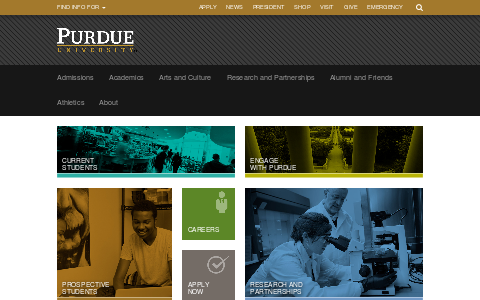 FIND INFO FOR
APPLY NEWS PRESIDENT SHOP VISIT GIVE EMERGENCY
PURDUE
UNIVERSITY
Admissions Academics Arts and Culture Research and Partnerships Alumni and Friends
Athletics About
CURRENT
STUDENTS
ENGAGE
WITH PURDUE
CAREERS
PROSPECTIVE
STUDENTS
APPLY
NOW
RESEARCH AND
PARTNERSHIPS